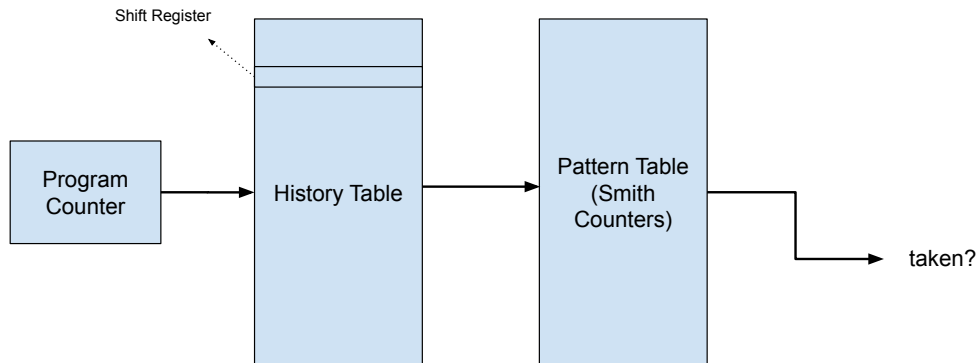 Shift Register
Program
Counter
History Table
Pattern Table
(Smith
Counters)
taken?